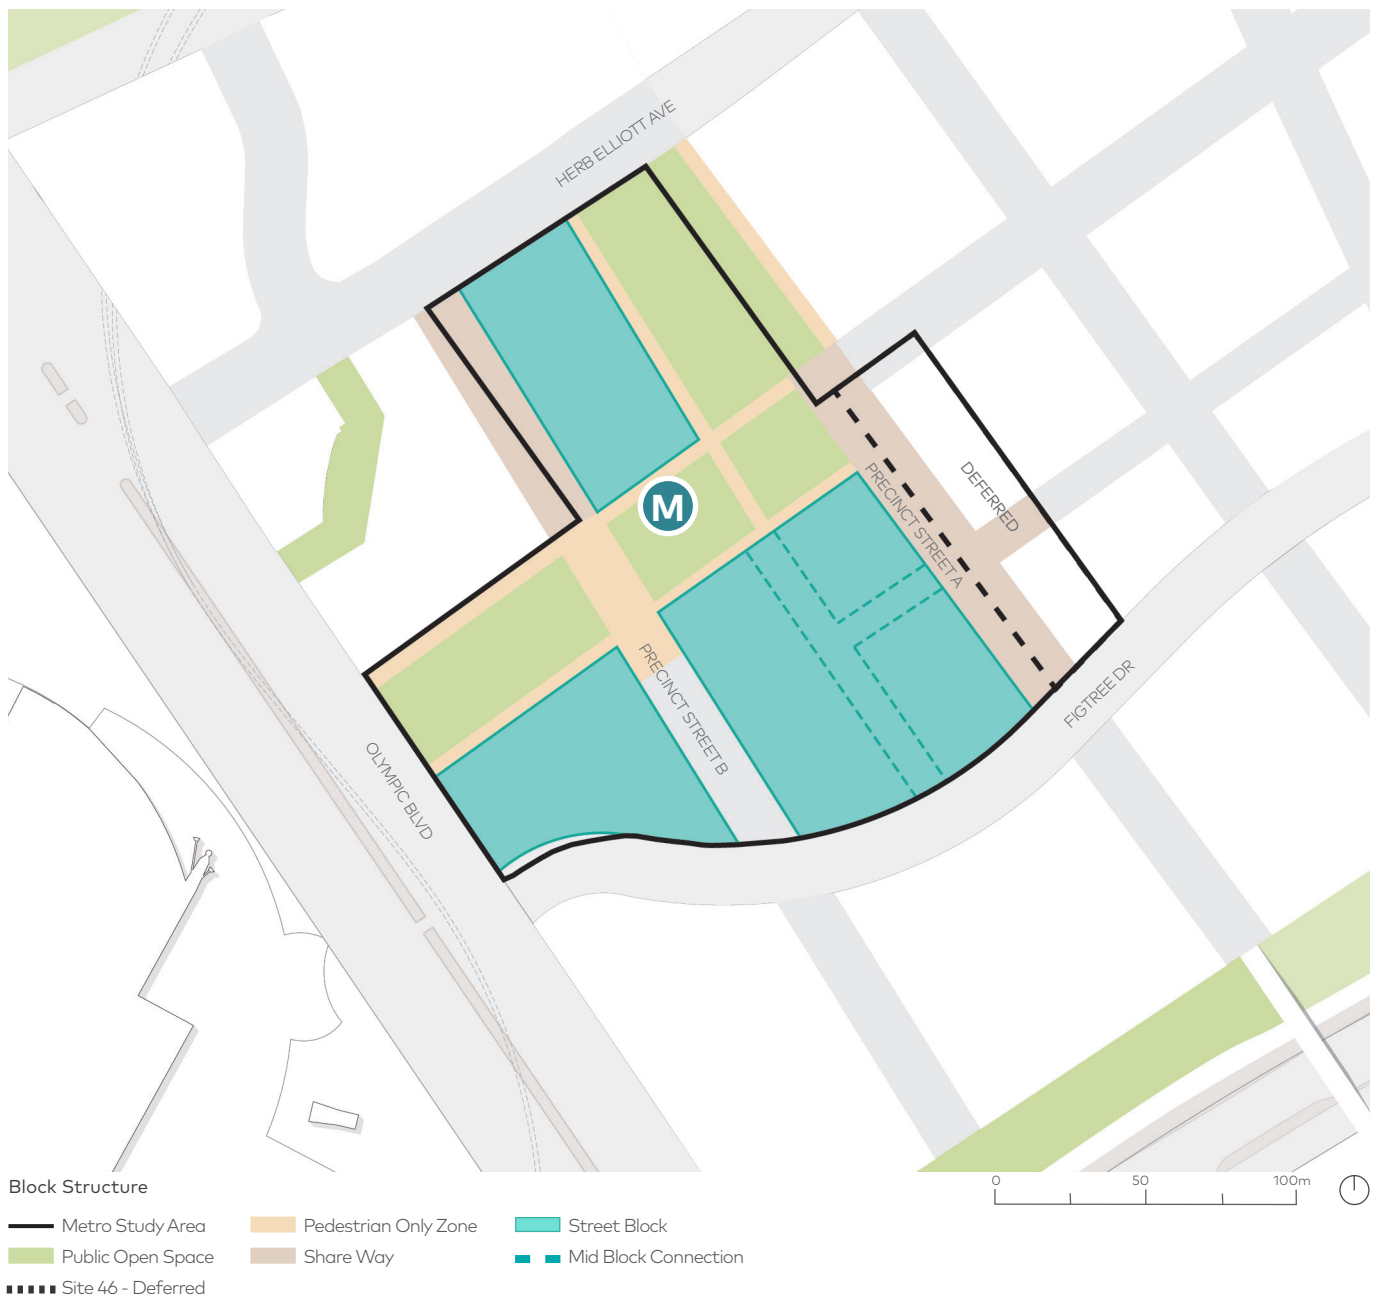 HERB ELLIOTT AVE
DEFERRED
PRECINCT STREET A
M
PRECINCT STREET B
FIGTREE DR
OLYMPIC BLVD
Block Structure
0 50 100m
Metro Study Area
Pedestrian Only Zone
Street Block
Public Open Space
Share Way
Mid Block Connection
Site 46 - Deferred